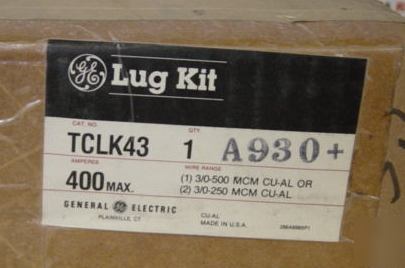 GE Lug Kit
CAT. NO.
TCLK43
QTY.
1
A930+
AMPERES
400 MAX.
WIRE RANGE
(1) 3/0-500 MCM CU-AL OR
(2) 3/0-250 MCM CU-AL
GENERAL GE ELECTRIC
PLAINVILLE, CT
CU-AL
MADE IN U.S.A.